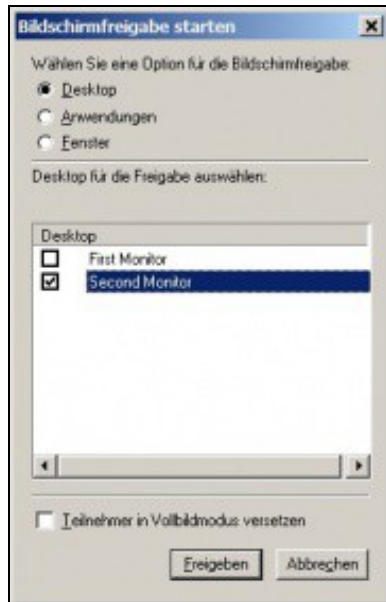 Bildschirmfreigabe starten
Wählen Sie eine Option für die Bildschirmfreigabe:
Desktop
Anwendungen
Fenster
Desktop für die Freigabe auswählen:
Desktop
First Monitor
Second Monitor
Teilnehmer in Vollbildmodus versetzen
Freigeben Abbrechen